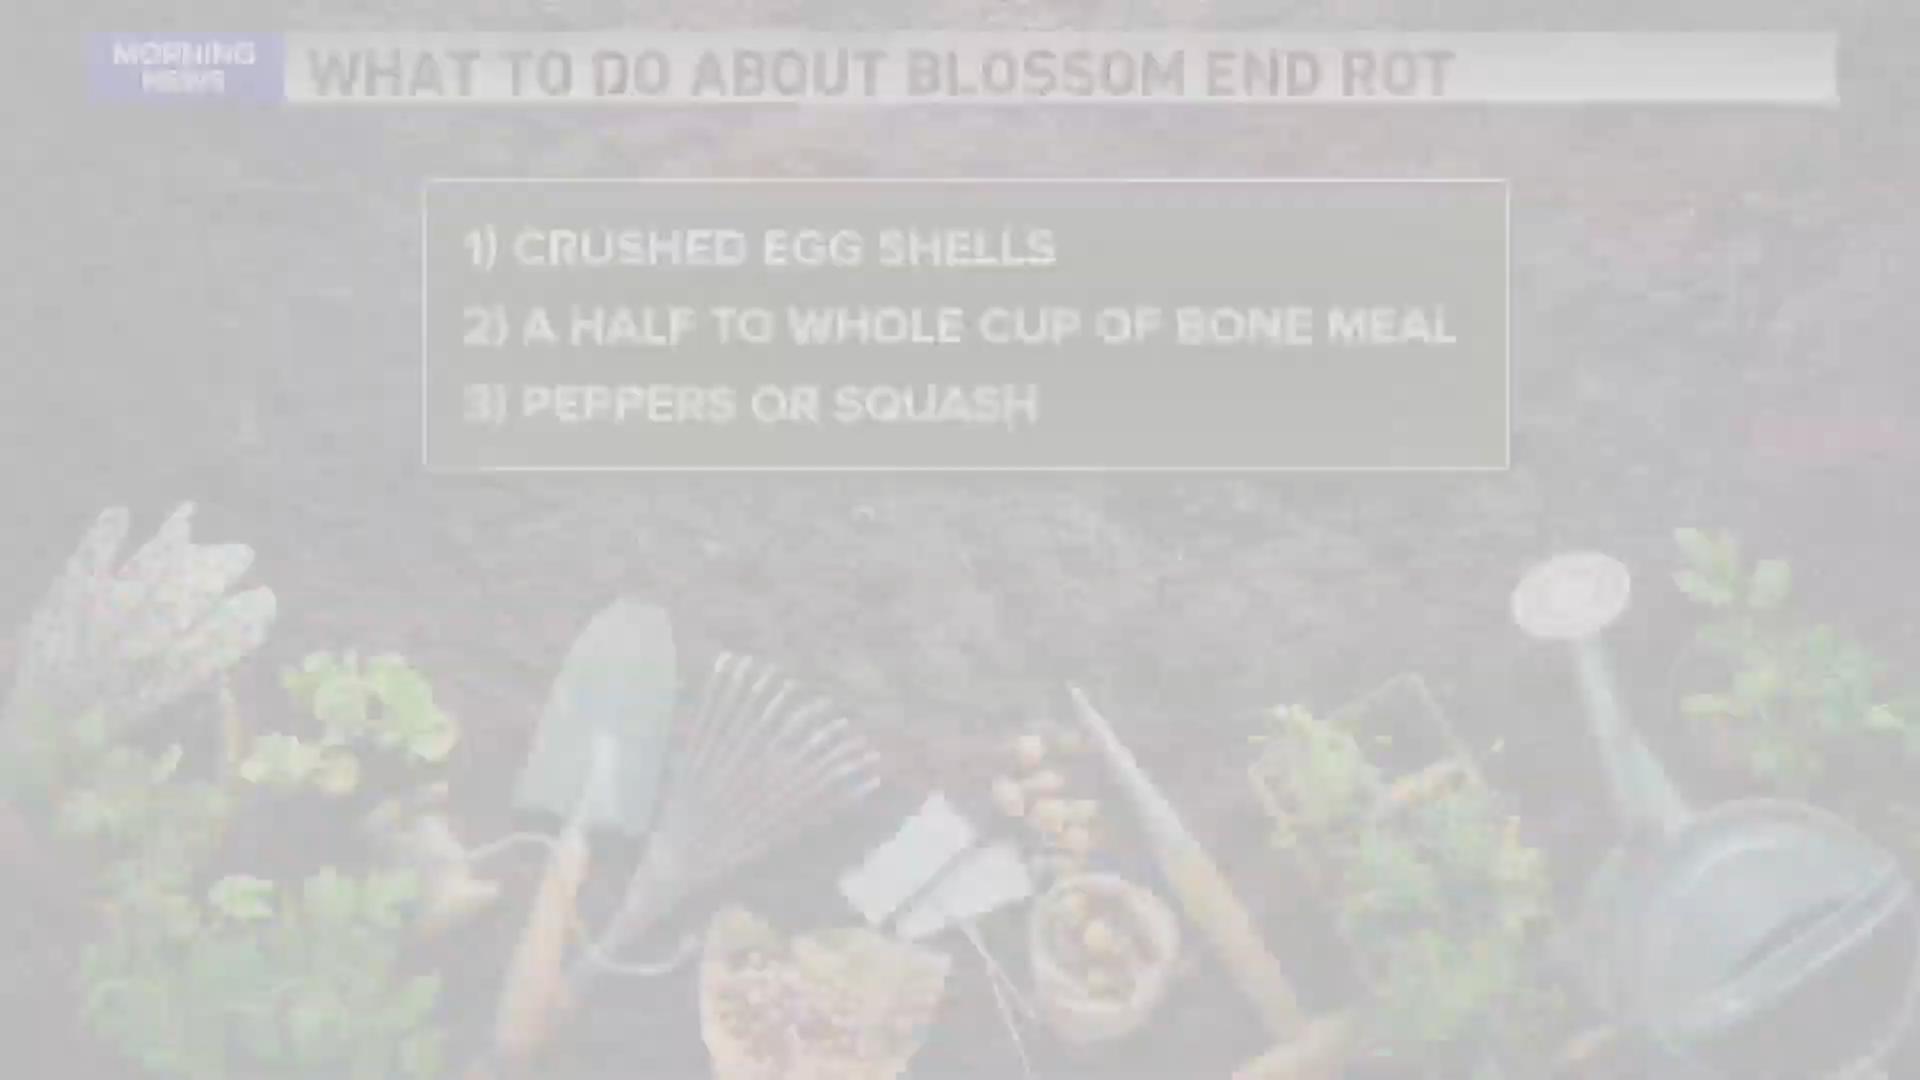 MORNING
NEWS
WHAT TO DO ABOUT BLOSSOM END ROT
1) CRUSHED EGG SHELLS
2) A HALF TO WHOLE CUP OF BONE MEAL
3) PEPPERS OR SQUASH